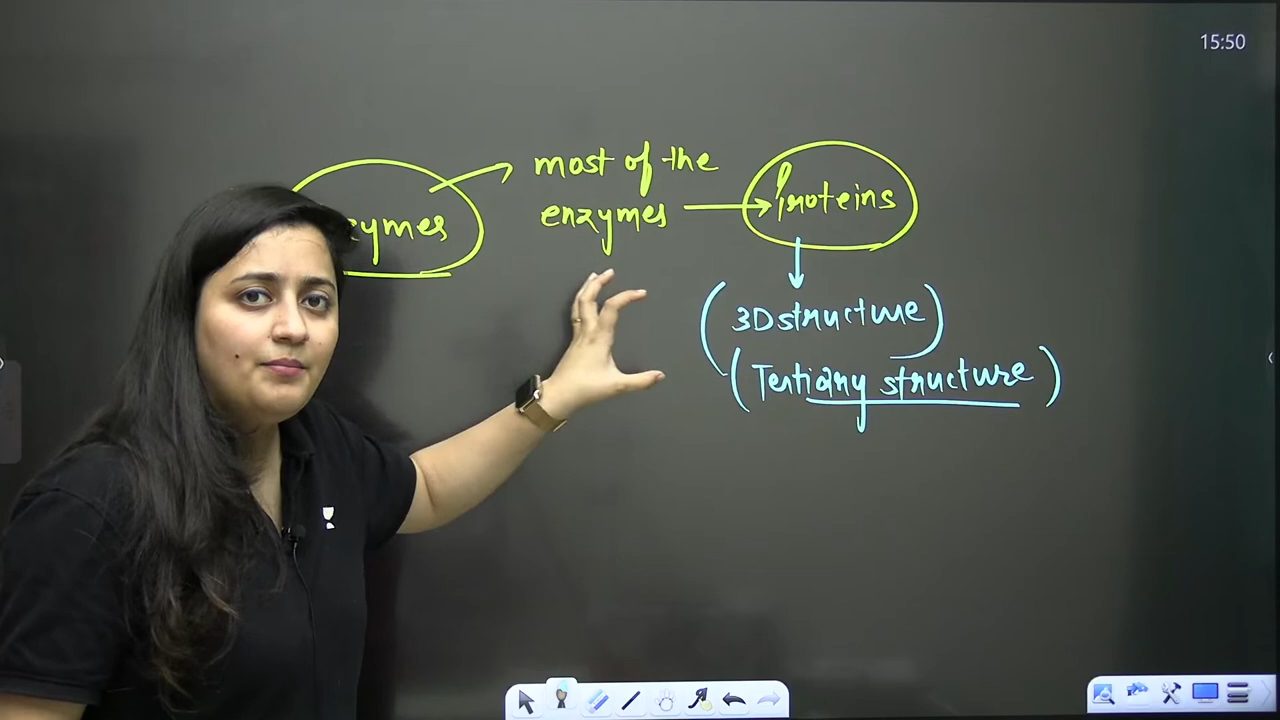 15:50
most of the
zymes
enzymes
Proteins
(3D structure)
(Tertiary structure)